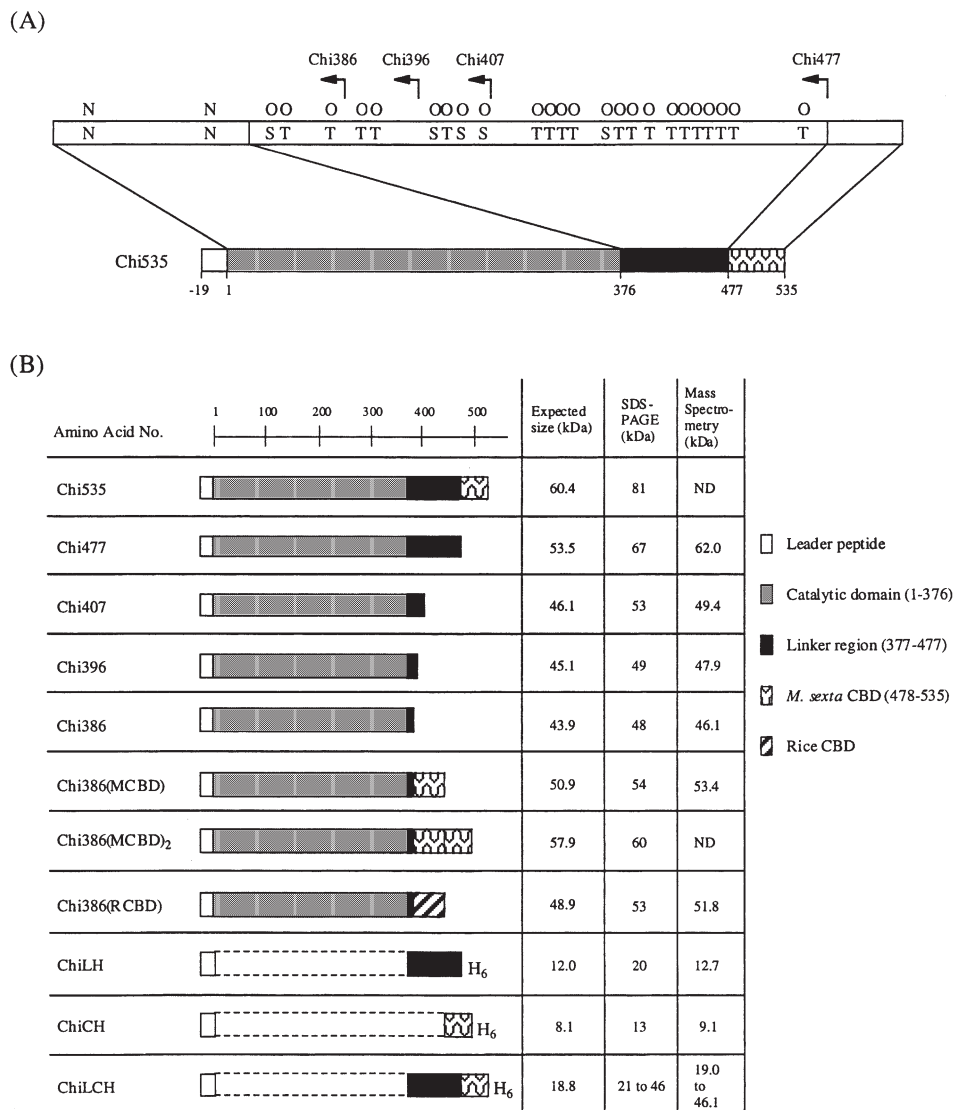 (A)
Chi386 Chi396 Chi407 Chi477
N N OO O OO OO O O OOOOO OOOO O OOOOOOO O
N N S T T T T S T S S T T T T S T T T T T T T T T T
Chi535
-19 1 376 477 535
(B)
Amino Acid No. 1 100 200 300 400 500 Expected size (kDa) SDS-PAGE (kDa) Mass Spectro-metry (kDa)
Chi535 60.4 81 ND
Chi477 53.5 67 62.0
Chi407 46.1 53 49.4
Chi396 45.1 49 47.9
Chi386 43.9 48 46.1
Chi386(MCBD) 50.9 54 53.4
Chi386(MCBD)2 57.9 60 ND
Chi386(RCBD) 48.9 53 51.8
ChiLH H6 12.0 20 12.7
ChiCH H6 8.1 13 9.1
ChiLCH H6 18.8 21 to 46 19.0 to 46.1
Leader peptide
Catalytic domain (1-376)
Linker region (377-477)
M. sexta CBD (478-535)
Rice CBD